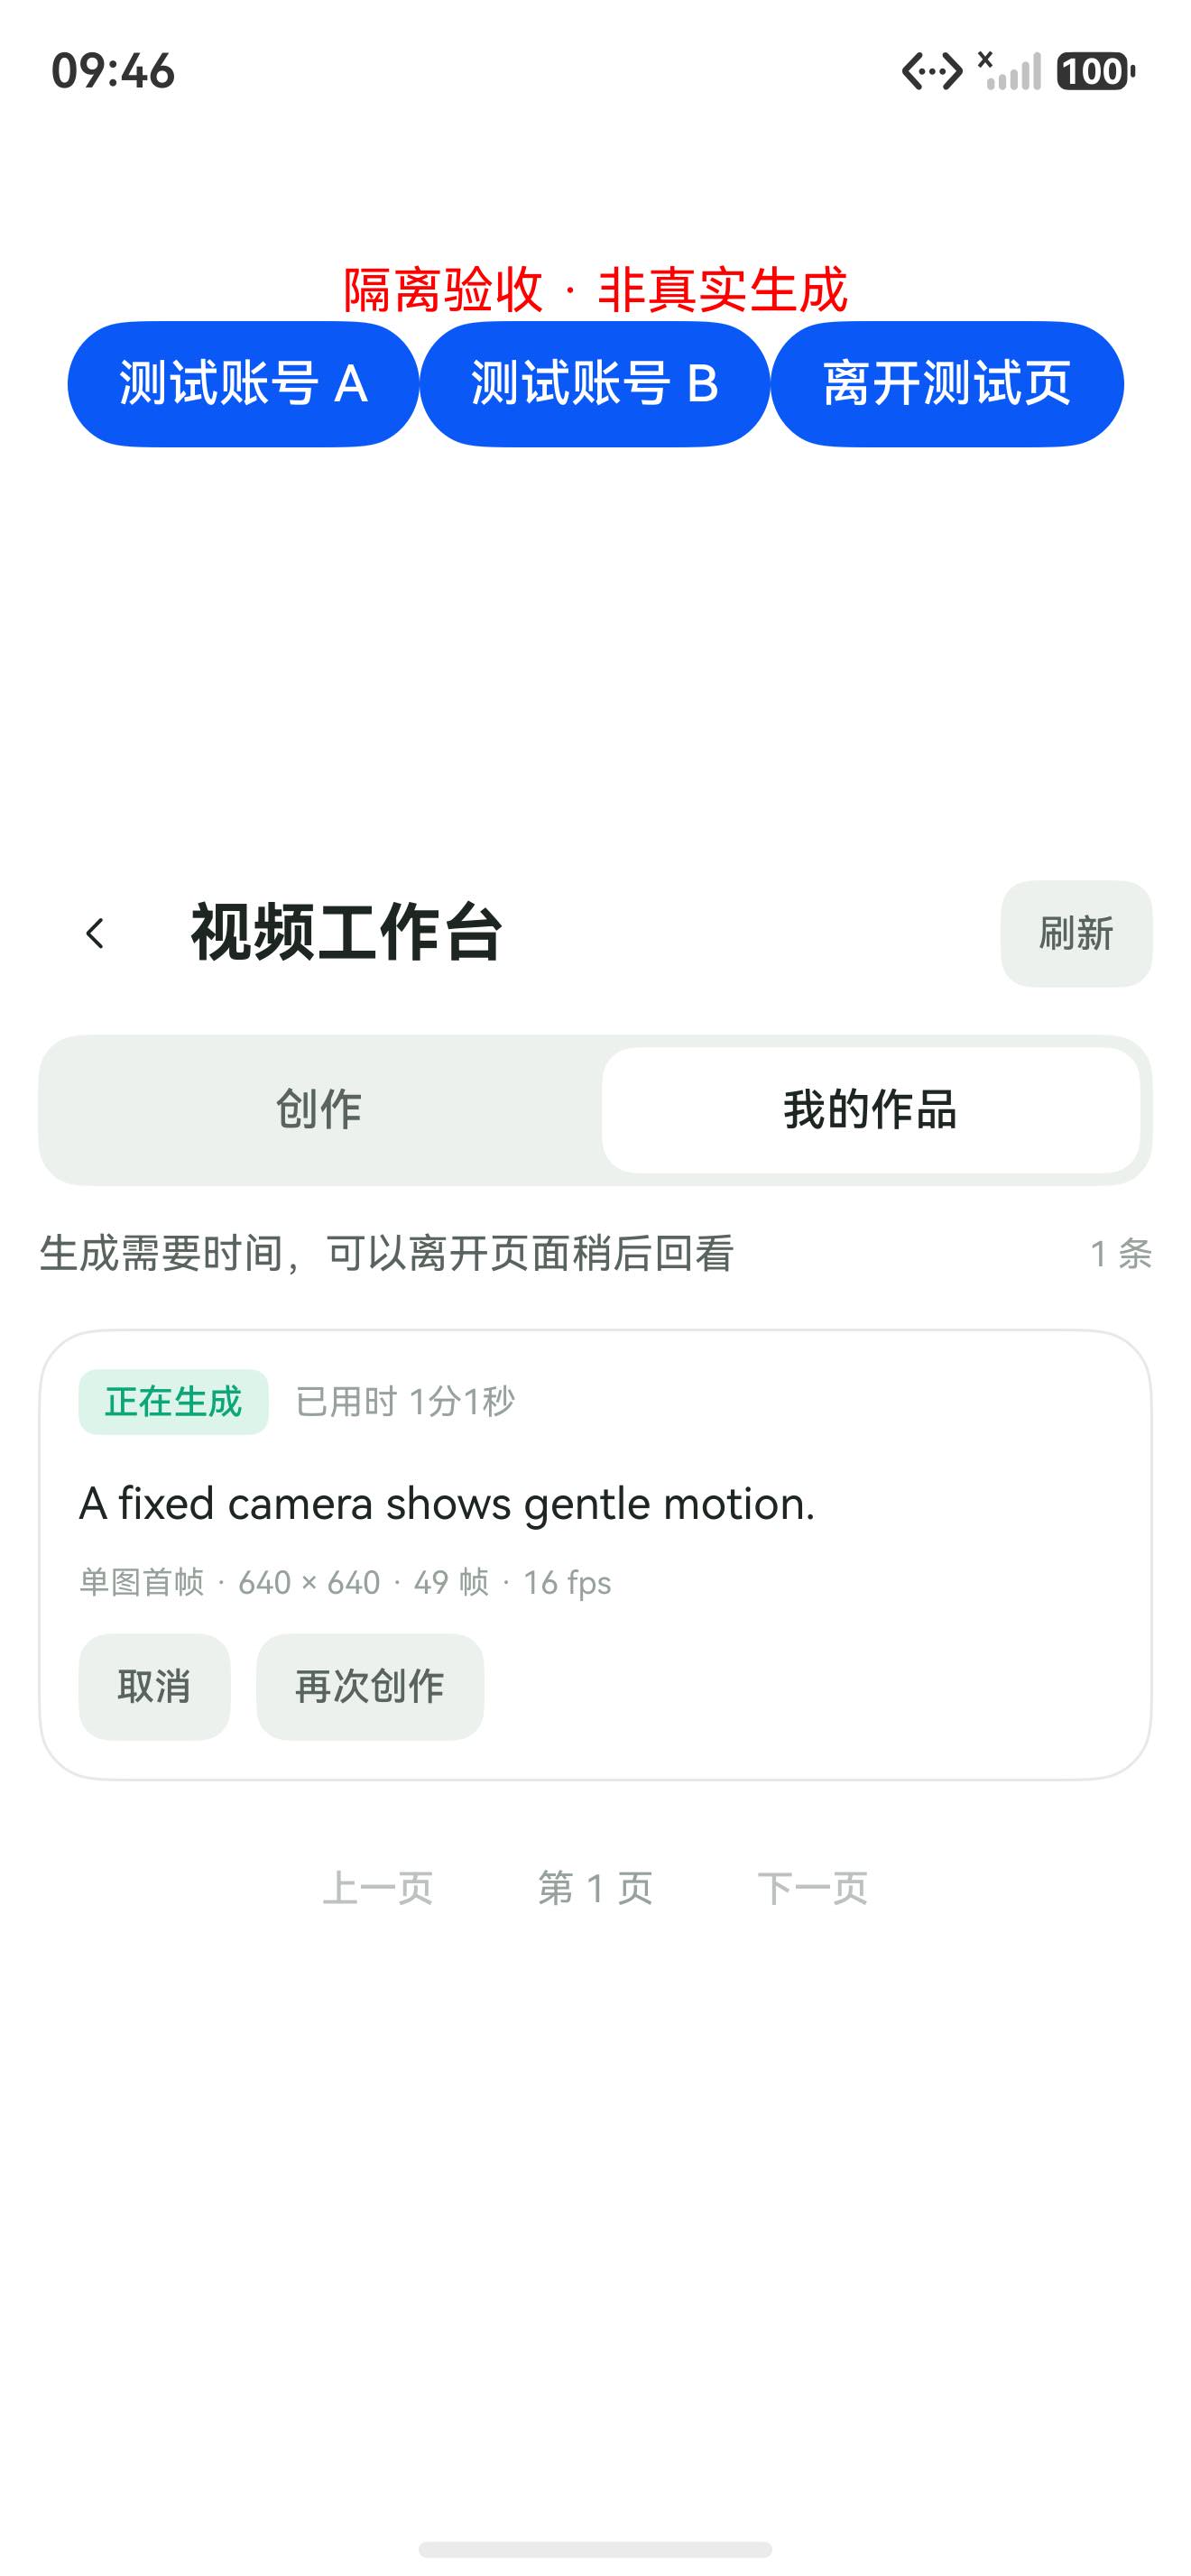 09:46
100
隔离验收 · 非真实生成
测试账号 A 测试账号 B 离开测试页
视频工作台 刷新
创作 我的作品
生成需要时间，可以离开页面稍后回看 1 条
正在生成 已用时 1分1秒
A fixed camera shows gentle motion.
单图首帧 · 640 × 640 · 49 帧 · 16 fps
取消 再次创作
上一页 第 1 页 下一页